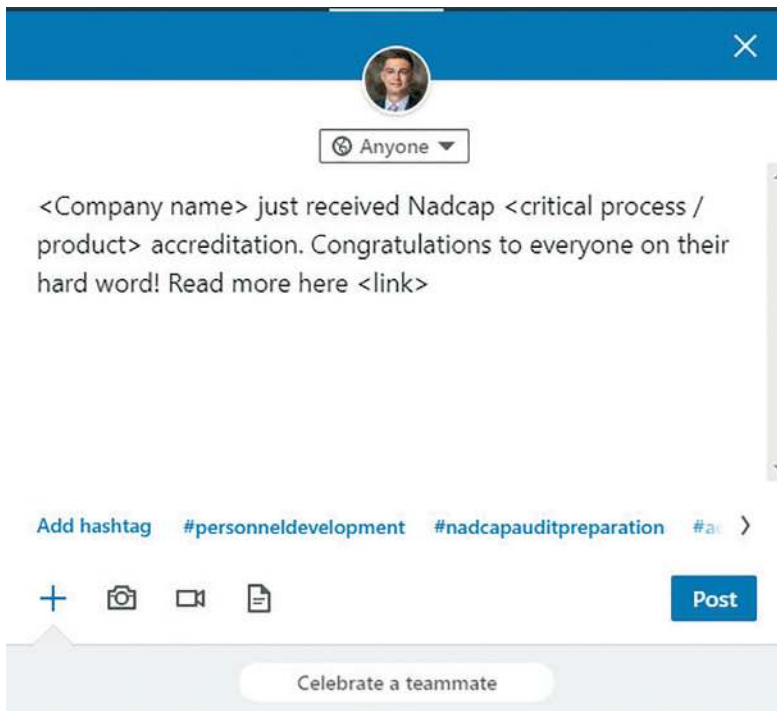 Anyone
<Company name> just received Nadcap <critical process /
product> accreditation. Congratulations to everyone on their
hard word! Read more here <link>
Add hashtag #personneldevelopment #nadcapauditpreparation
Post
Celebrate a teammate